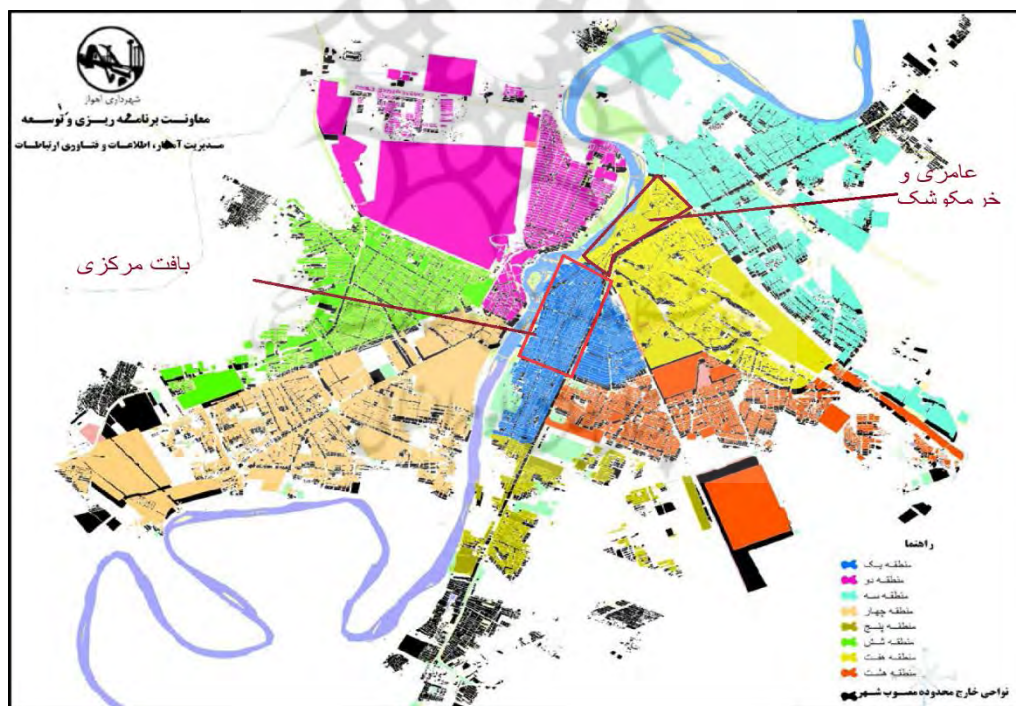 شهرداری اهواز
معاونت برنامه ریزی و توسعه
مدیریت آمار، اطلاعات و فناوری ارتباطات
عامری و
خرمکوشک
بافت مرکزی
راهنما
منطقه یک
منطقه دو
منطقه سه
منطقه چهار
منطقه پنج
منطقه شش
منطقه هفت
منطقه هشت
نواحی خارج محدوده مصوب شهر